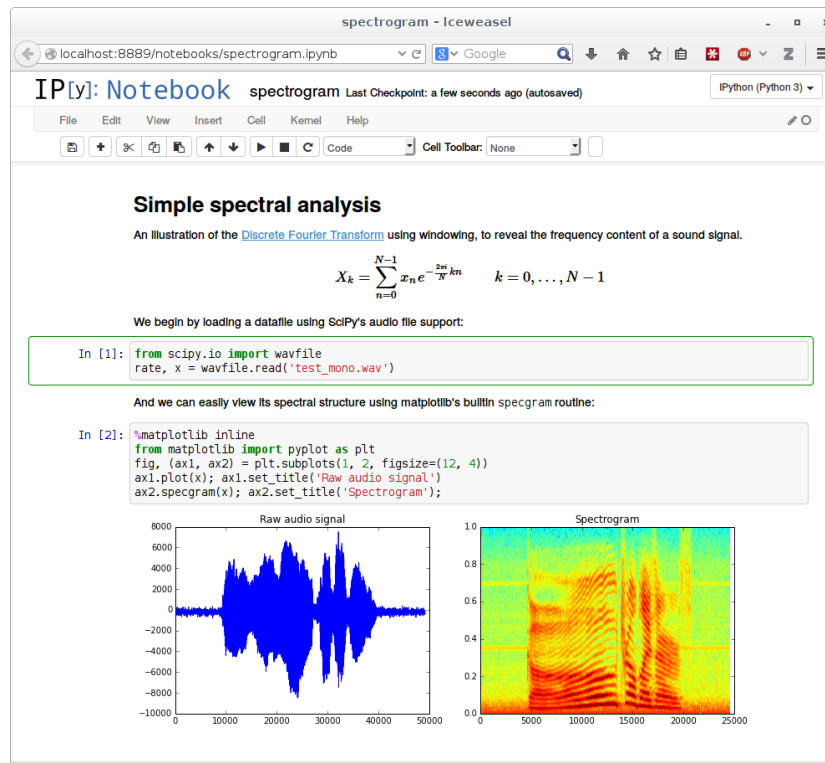 spectrogram - Iceweasel
localhost:8889/notebooks/spectrogram.ipynb
Google
IP[y]: Notebook spectrogram Last Checkpoint: a few seconds ago (autosaved)
IPython (Python 3)
File Edit View Insert Cell Kernel Help
Code Cell Toolbar: None
Simple spectral analysis
An illustration of the Discrete Fourier Transform using windowing, to reveal the frequency content of a sound signal.
X_k = \sum_{n=0}^{N-1} x_n e^{-\frac{2\pi i}{N} kn} k = 0, \ldots, N - 1
We begin by loading a datafile using SciPy's audio file support:
In [1]: from scipy.io import wavfile
rate, x = wavfile.read('test_mono.wav')
And we can easily view its spectral structure using matplotlib's builtin specgram routine:
In [2]: %matplotlib inline
from matplotlib import pyplot as plt
fig, (ax1, ax2) = plt.subplots(1, 2, figsize=(12, 4))
ax1.plot(x); ax1.set_title('Raw audio signal')
ax2.specgram(x); ax2.set_title('Spectrogram');
Raw audio signal
8000
6000
4000
2000
0
−2000
−4000
−6000
−8000
−10000
0 10000 20000 30000 40000 50000
Spectrogram
1.0
0.8
0.6
0.4
0.2
0.0
0 5000 10000 15000 20000 25000